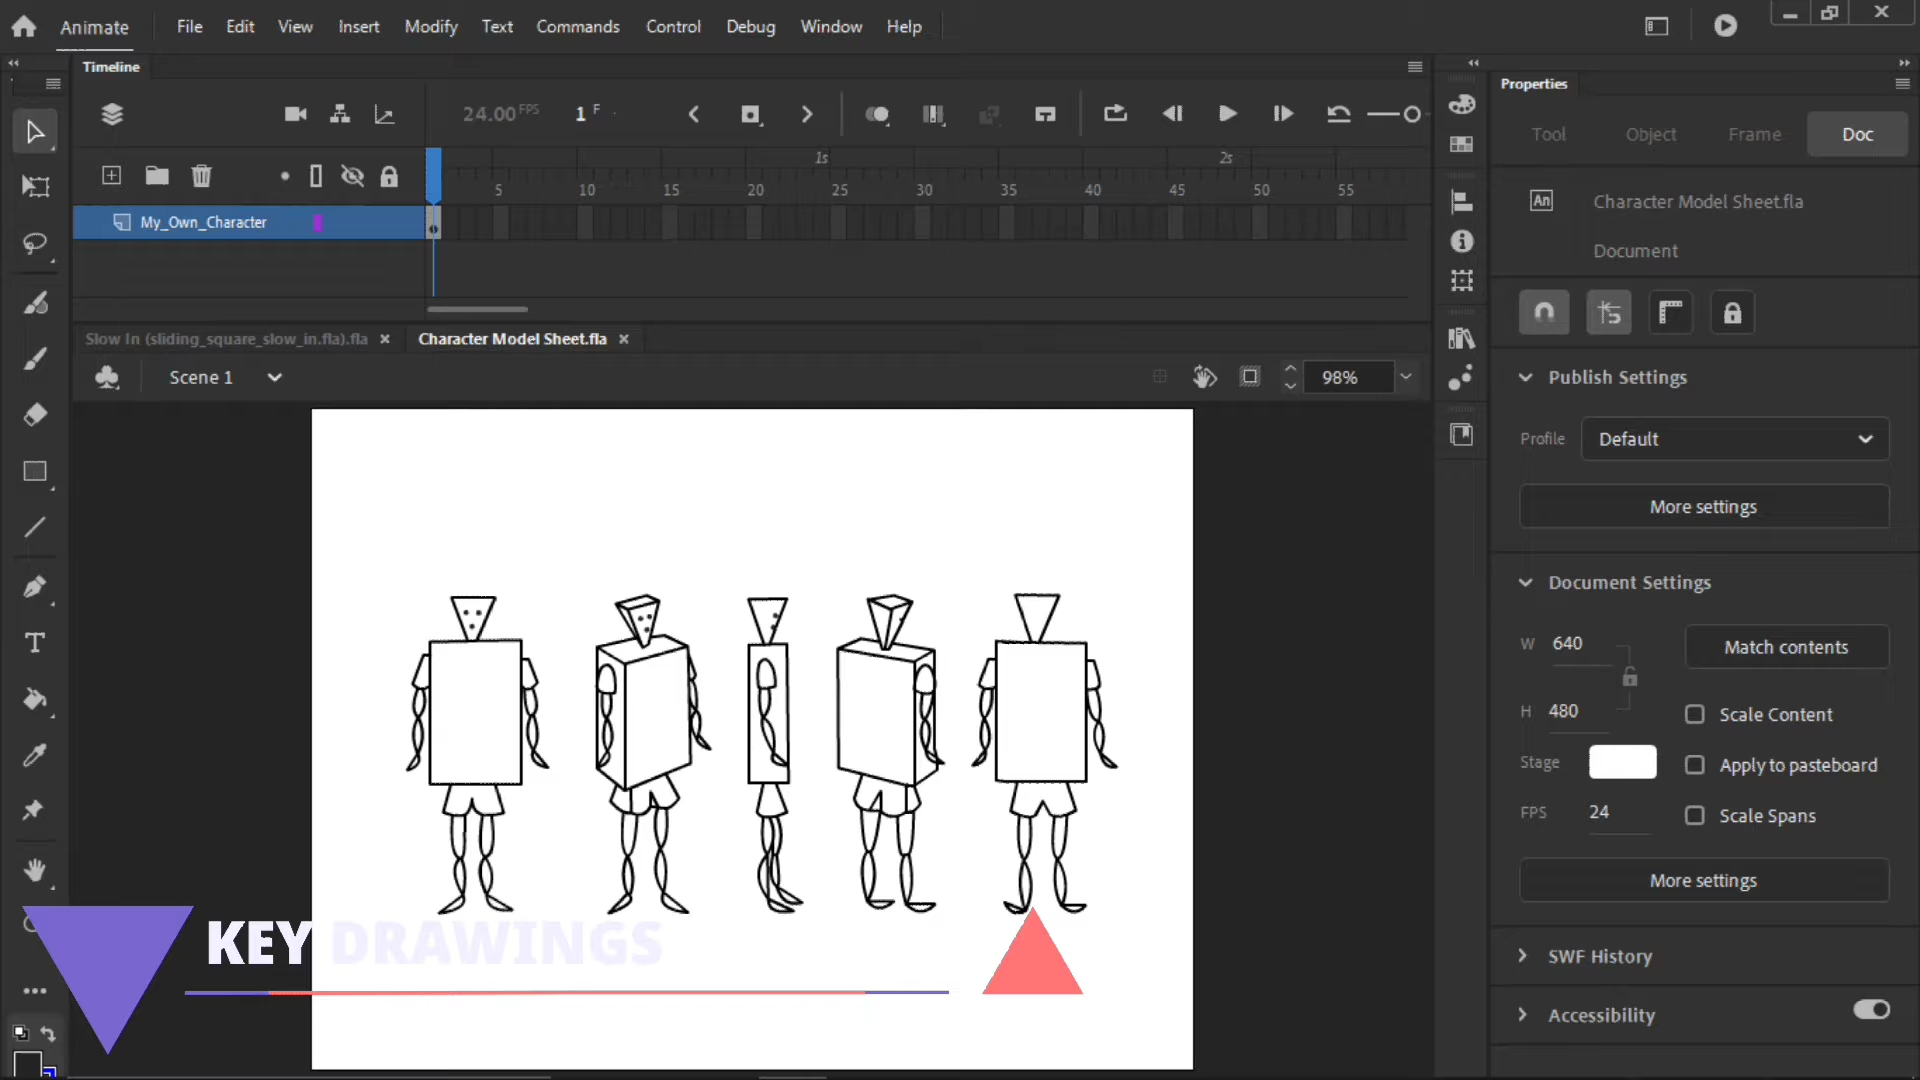 Animate File Edit View Insert Modify Text Commands Control Debug Window Help
Timeline
Properties
24.00 FPS 1 F
Tool Object Frame Doc
1s 2s
5 10 15 20 25 30 35 40 45 50 55
My_Own_Character
An Character Model Sheet.fla
Document
Slow In (sliding_square_slow_in.fla).fla × Character Model Sheet.fla ×
Scene 1 98%
Publish Settings
Profile Default
More settings
Document Settings
W 640 Match contents
H 480 Scale Content
Stage Apply to pasteboard
FPS 24 Scale Spans
More settings
KEY DRAWINGS
SWF History
Accessibility